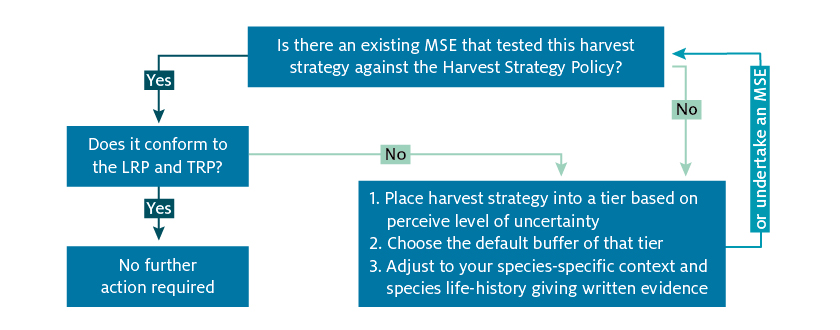 Is there an existing MSE that tested this harvest
strategy against the Harvest Strategy Policy?
Yes
No
or undertake an MSE
Does it conform to
the LRP and TRP?
No
Yes
1. Place harvest strategy into a tier based on
perceive level of uncertainty
2. Choose the default buffer of that tier
3. Adjust to your species-specific context and
species life-history giving written evidence
No further
action required